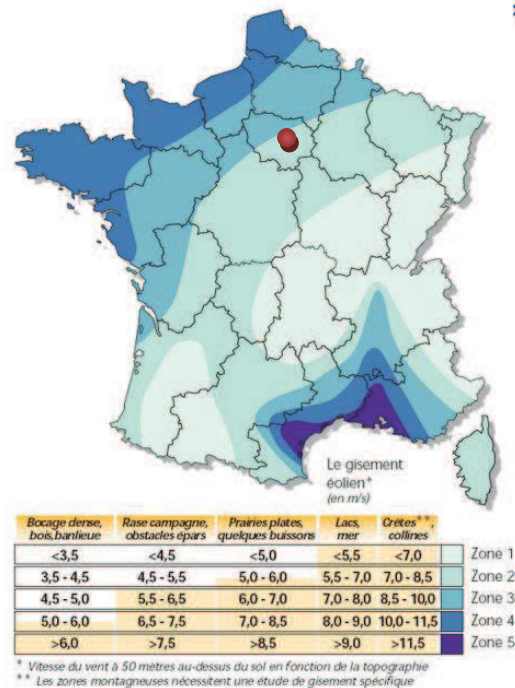 Le gisement
éolien*
(en m/s)
Bocage dense, bois, banlieue
Rase campagne, obstacles épars
Prairies plates, quelques buissons
Lacs, mer
Crêtes**, collines
<3,5 <4,5 <5,0 <5,5 <7,0 Zone 1
3,5 - 4,5 4,5 - 5,5 5,0 - 6,0 5,5 - 7,0 7,0 - 8,5 Zone 2
4,5 - 5,0 5,5 - 6,5 6,0 - 7,0 7,0 - 8,0 8,5 - 10,0 Zone 3
5,0 - 6,0 6,5 - 7,5 7,0 - 8,5 8,0 - 9,0 10,0 - 11,5 Zone 4
>6,0 >7,5 >8,5 >9,0 >11,5 Zone 5
* Vitesse du vent à 50 mètres au-dessus du sol en fonction de la topographie
** Les zones montagneuses nécessitent une étude de gisement spécifique